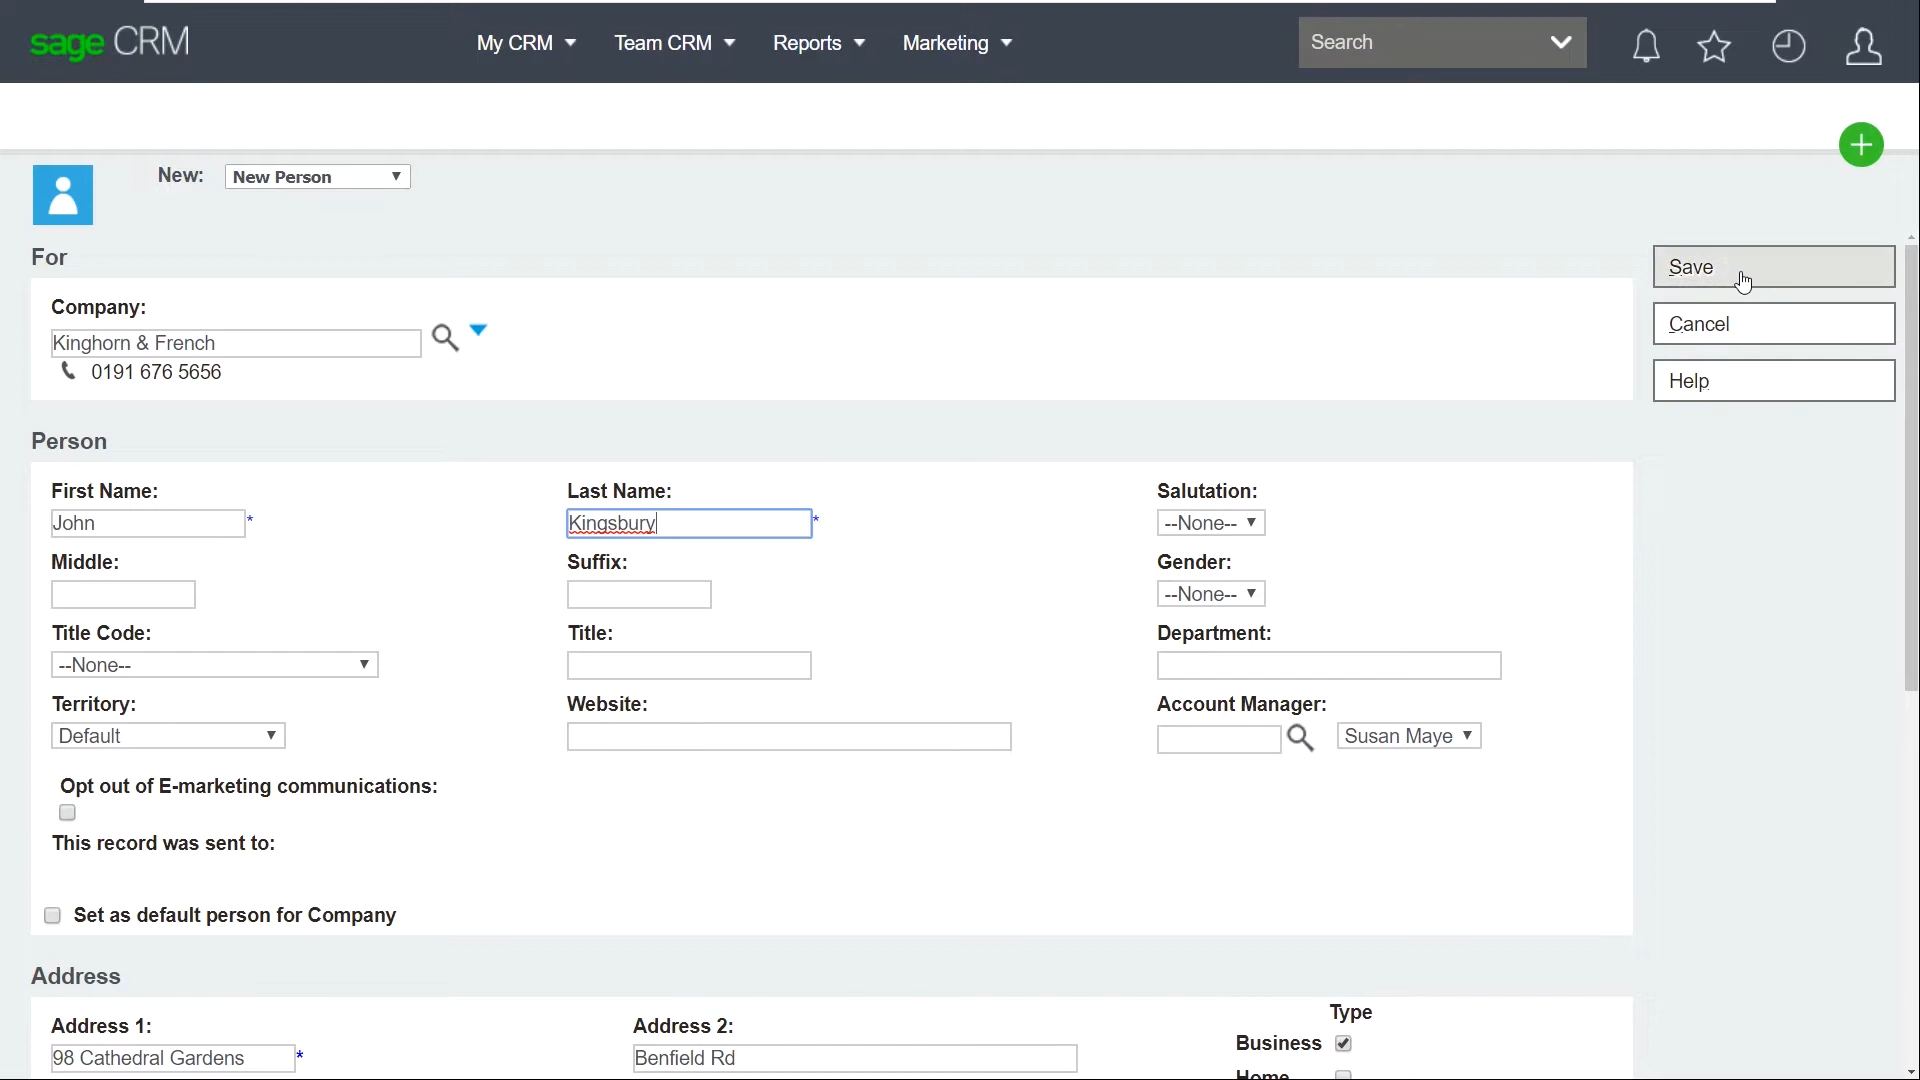 sage CRM
My CRM
Team CRM
Reports
Marketing
Search
New:
New Person
For
Save
Company:
Kinghorn & French
0191 676 5656
Cancel
Help
Person
First Name:
Last Name:
Salutation:
John
*
Kingsbury
*
--None--
Middle:
Suffix:
Gender:
--None--
Title Code:
Title:
Department:
--None--
Territory:
Website:
Account Manager:
Default
Susan Maye
Opt out of E-marketing communications:
This record was sent to:
Set as default person for Company
Address
Type
Address 1:
Address 2:
Business
98 Cathedral Gardens
*
Benfield Rd
Home